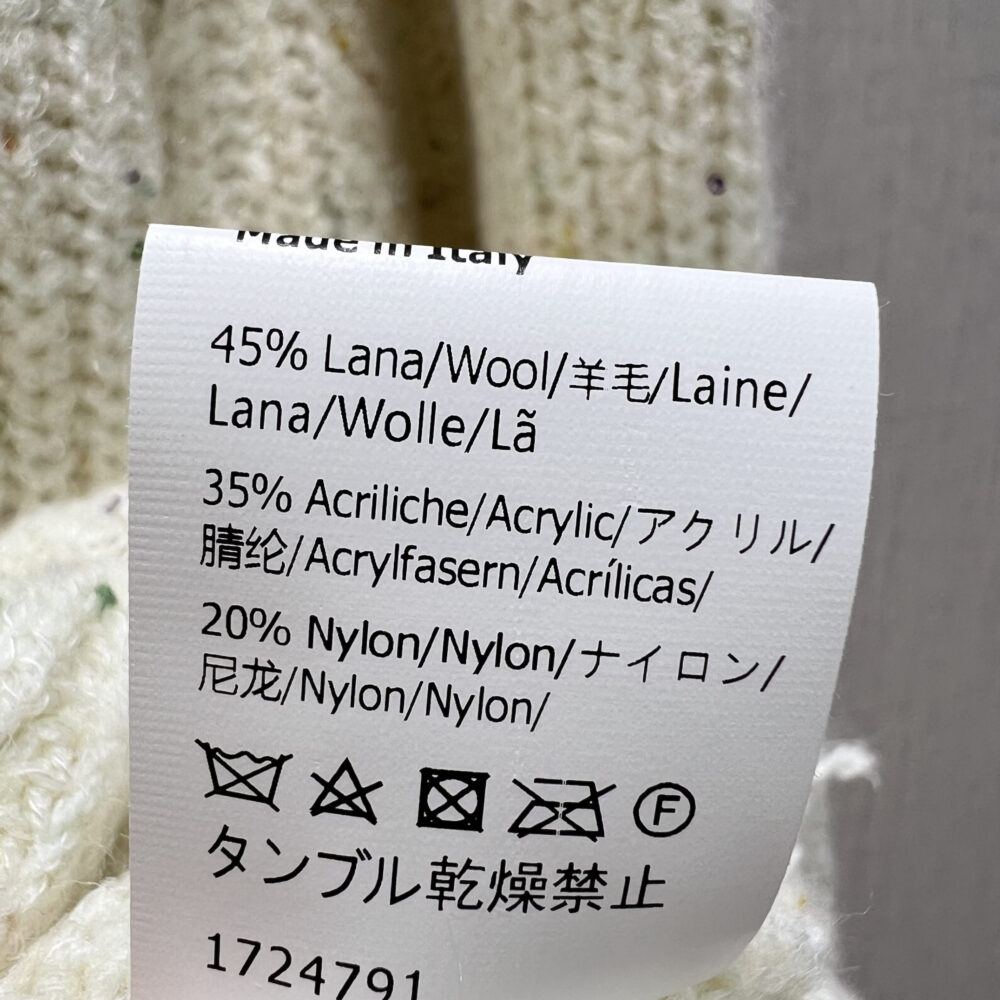 Made in Italy
45% Lana/Wool/羊毛/Laine/
Lana/Wolle/Lã
35% Acriliche/Acrylic/アクリル/
腈纶/Acrylfasern/Acrílicas/
20% Nylon/Nylon/ナイロン/
尼龙/Nylon/Nylon/
F
タンブル乾燥禁止
1724791